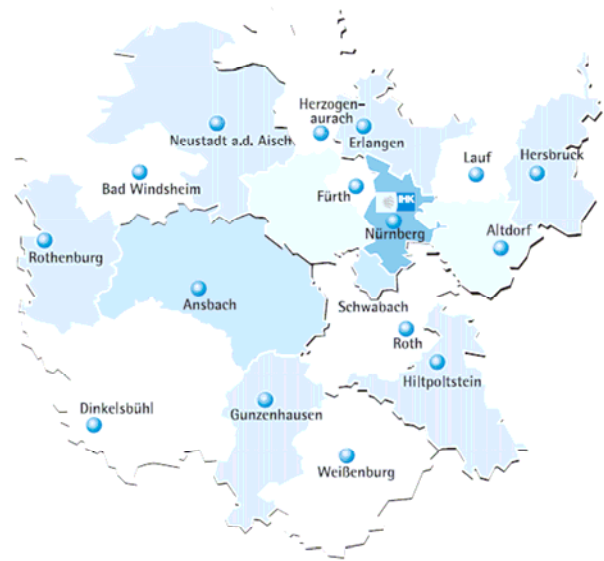 Herzogen-
aurach
Erlangen
Neustadt a.d. Aisch
Lauf
Hersbruck
Bad Windsheim
Fürth
IHK
Nürnberg
Altdorf
Rothenburg
Ansbach
Schwabach
Roth
Hiltpoltstein
Dinkelsbühl
Gunzenhausen
Weißenburg